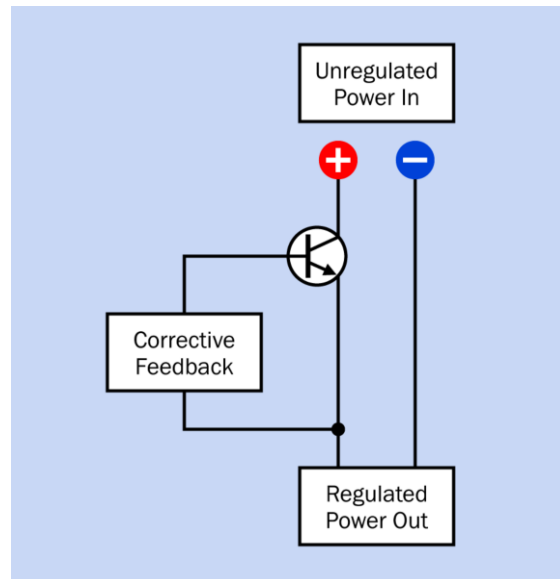 Unregulated
Power In
+
−
Corrective
Feedback
Regulated
Power Out